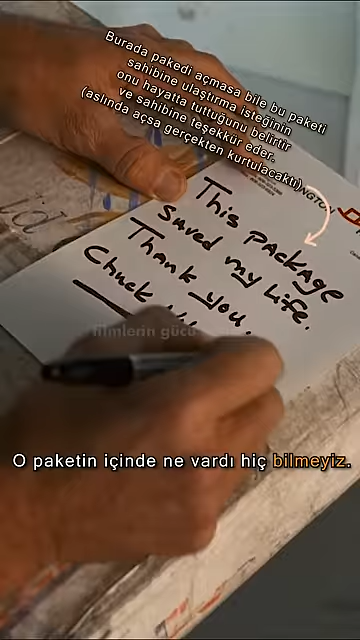 Burada pakedi açmasa bile bu paketi
sahibine ulaştırma isteğinin
onu hayatta tuttuğunu belirtir
ve sahibine teşekkür eder.
(aslında açsa gerçekten kurtulacaktı)
This package
saved my life.
Thank you.
Chuck
filmlerin gücü
O paketin içinde ne vardı hiç bilmeyiz.